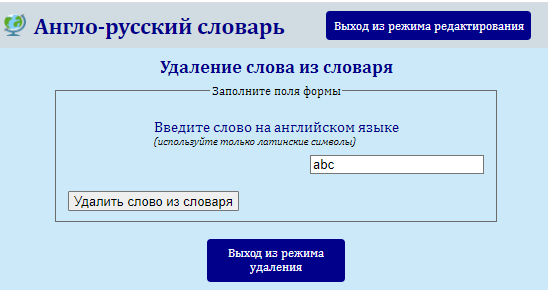 Англо-русский словарь
Выход из режима редактирования
Удаление слова из словаря
Заполните поля формы
Введите слово на английском языке
(используйте только латинские символы)
abc
Удалить слово из словаря
Выход из режима
удаления